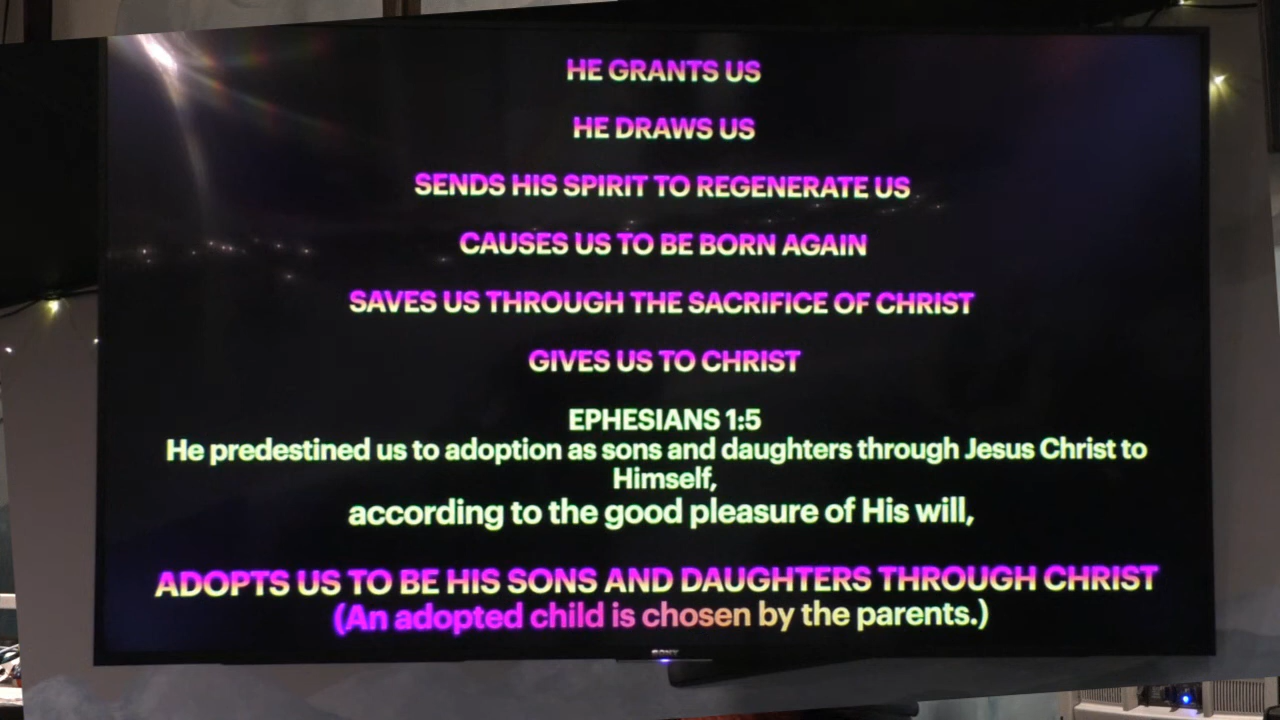 HE GRANTS US
HE DRAWS US
SENDS HIS SPIRIT TO REGENERATE US
CAUSES US TO BE BORN AGAIN
SAVES US THROUGH THE SACRIFICE OF CHRIST
GIVES US TO CHRIST
EPHESIANS 1:5
He predestined us to adoption as sons and daughters through Jesus Christ to
Himself,
according to the good pleasure of His will,
ADOPTS US TO BE HIS SONS AND DAUGHTERS THROUGH CHRIST
(An adopted child is chosen by the parents.)
SONY